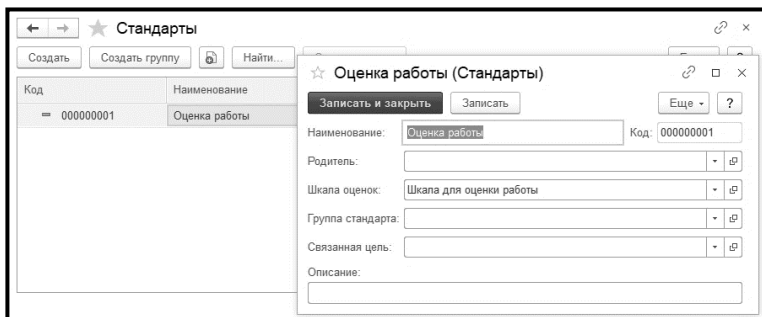 Стандарты
Создать Создать группу Найти...
Код Наименование
000000001 Оценка работы
Оценка работы (Стандарты)
Записать и закрыть Записать Еще ?
Наименование: Оценка работы Код: 000000001
Родитель:
Шкала оценок: Шкала для оценки работы
Группа стандарта:
Связанная цель:
Описание: